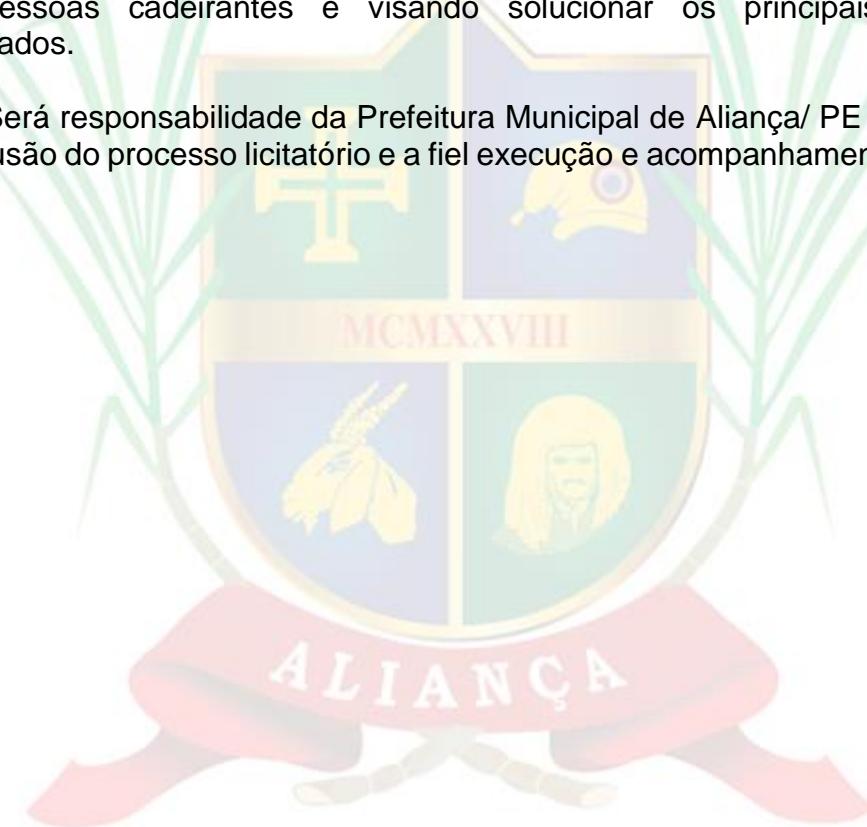 essoas cadeirantes e visando solucionar os principais
ados.
Será responsabilidade da Prefeitura Municipal de Aliança/ PE
usão do processo licitatório e a fiel execução e acompanhamen
MCMXXVIII
ALIANÇA